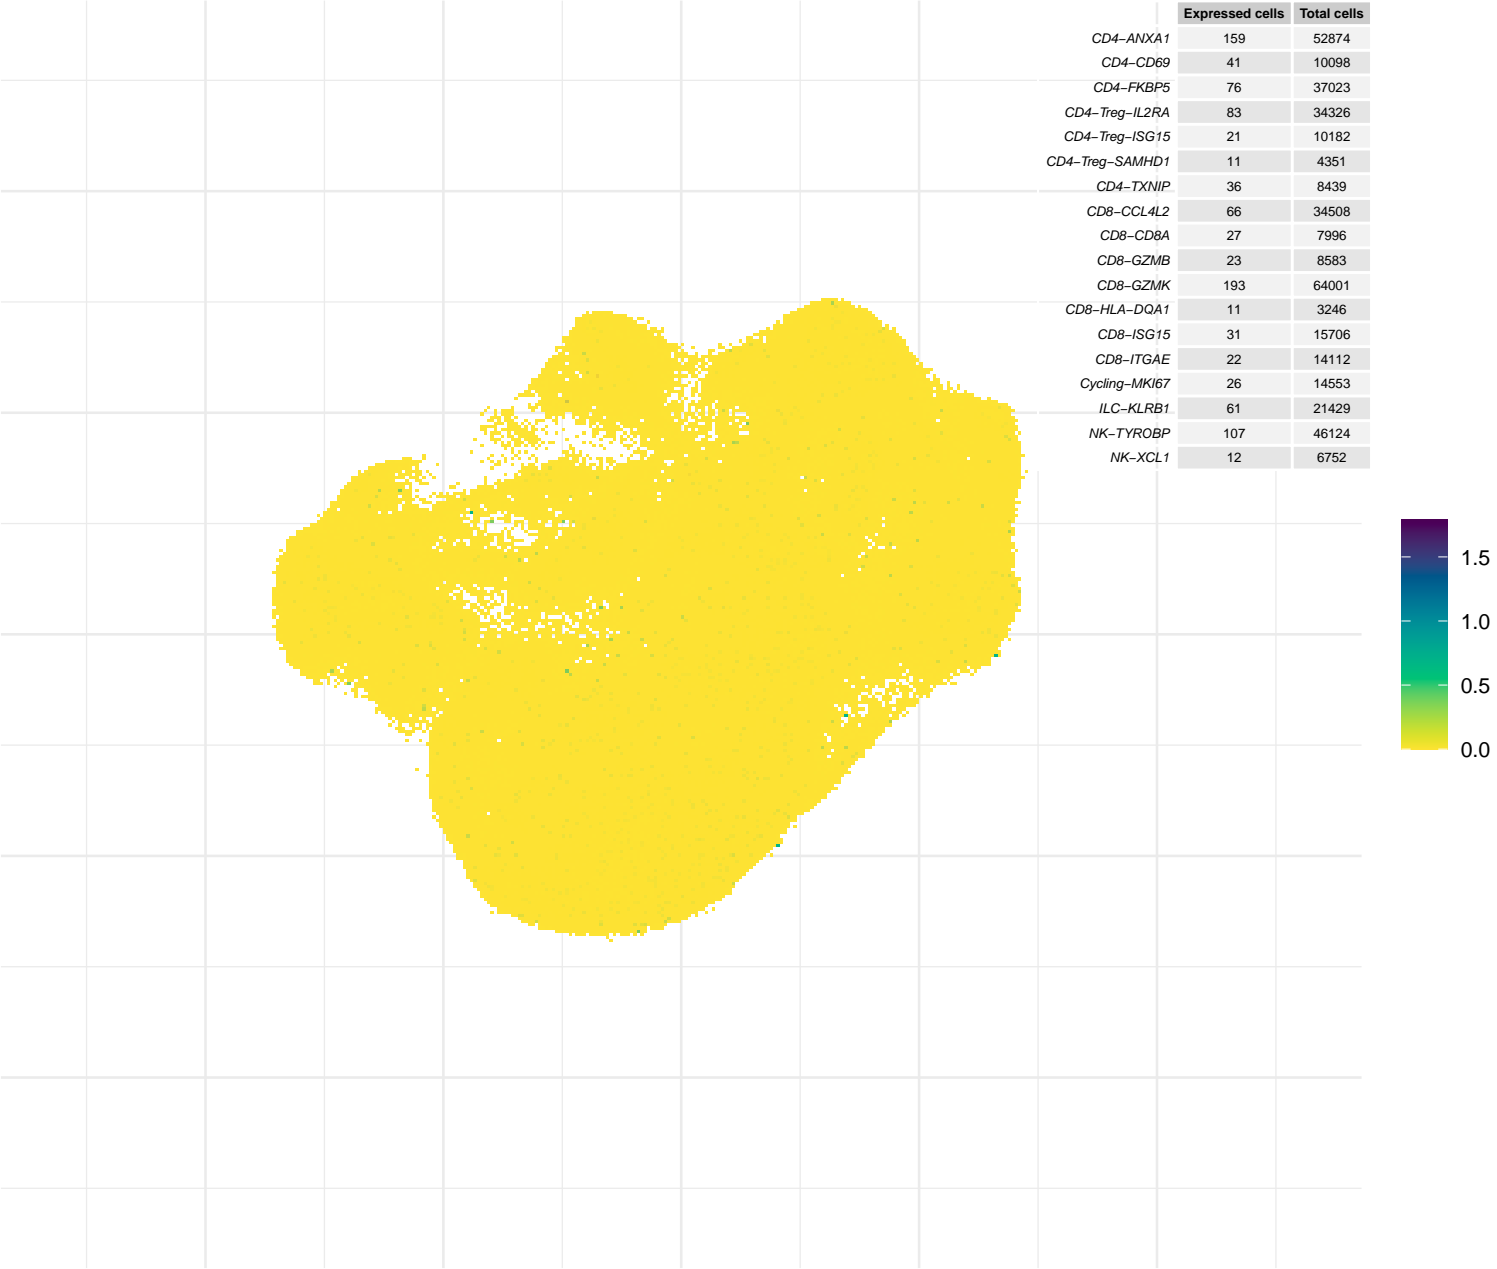 Expressed cells Total cells
CD4−ANXA1 159 52874
CD4−CD69 41 10098
CD4−FKBP5 76 37023
CD4−Treg−IL2RA 83 34326
CD4−Treg−ISG15 21 10182
CD4−Treg−SAMHD1 11 4351
CD4−TXNIP 36 8439
CD8−CCL4L2 66 34508
CD8−CD8A 27 7996
CD8−GZMB 23 8583
CD8−GZMK 193 64001
CD8−HLA−DQA1 11 3246
CD8−ISG15 31 15706
CD8−ITGAE 22 14112
Cycling−MKI67 26 14553
ILC−KLRB1 61 21429
NK−TYROBP 107 46124
NK−XCL1 12 6752
1.5
1.0
0.5
0.0